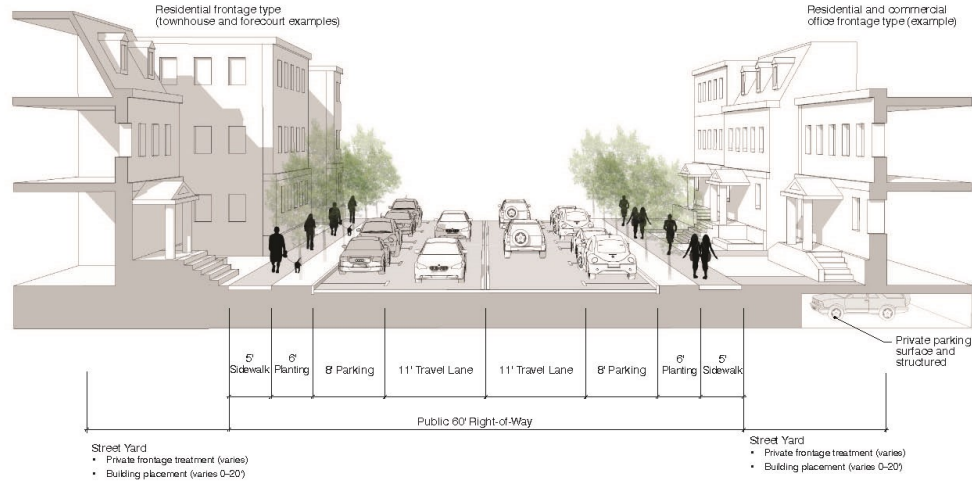 Residential frontage type
(townhouse and forecourt examples)
Residential and commercial
office frontage type (example)
Private parking
surface and
structured
5'
Sidewalk
6'
Planting
8' Parking
11' Travel Lane
11' Travel Lane
8' Parking
6'
Planting
5'
Sidewalk
Public 60' Right-of-Way
Street Yard
• Private frontage treatment (varies)
• Building placement (varies 0–20')
Street Yard
• Private frontage treatment (varies)
• Building placement (varies 0–20')